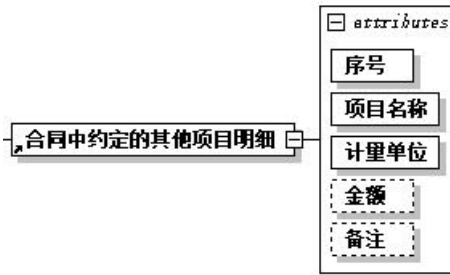 attributes
序号
项目名称
合同中约定的其他项目明细
计量单位
金额
备注